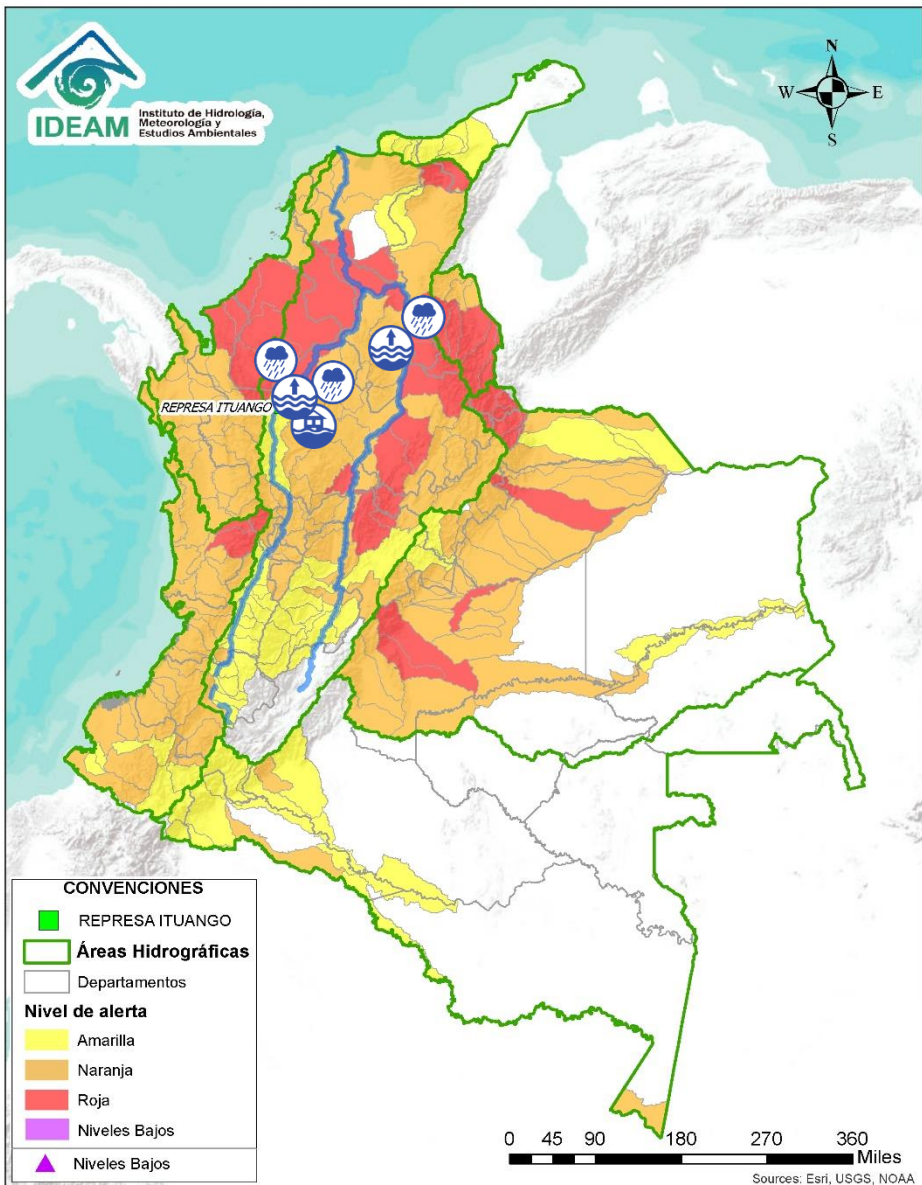 IDEAM
Instituto de Hidrología,
Meteorología y
Estudios Ambientales
N
W
E
S
REPRESA ITUANGO
CONVENCIONES
REPRESA ITUANGO
Áreas Hidrográficas
Departamentos
Nivel de alerta
Amarilla
Naranja
Roja
Niveles Bajos
Niveles Bajos
0 45 90 180 270 360
Miles
Sources: Esri, USGS, NOAA